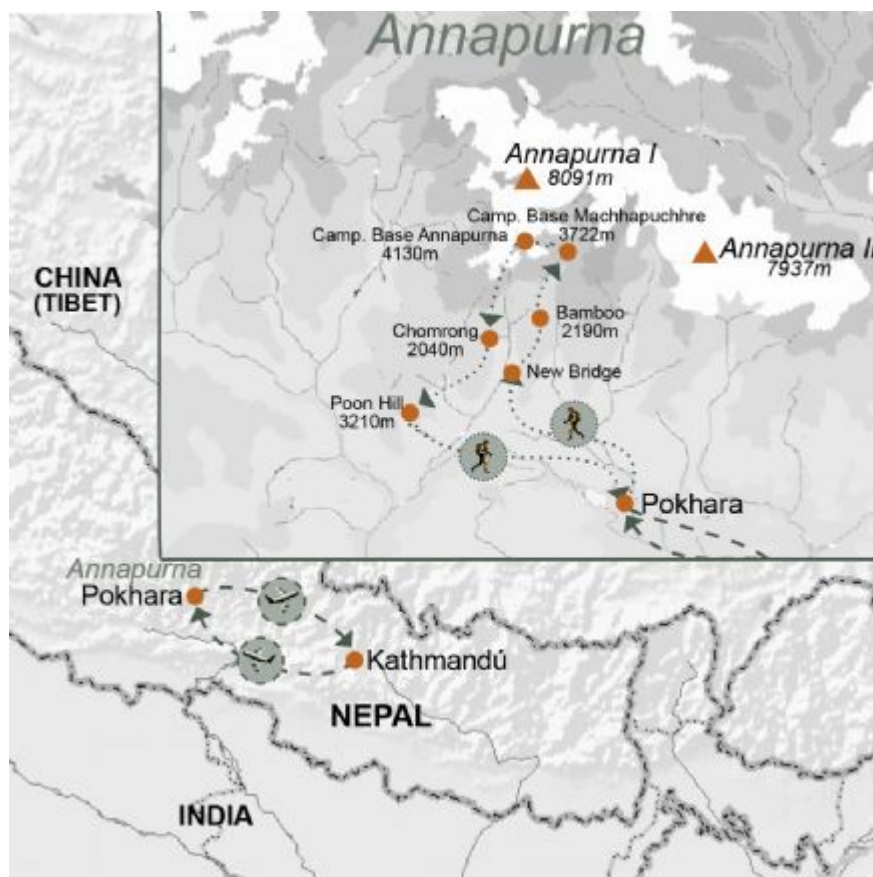 Annapurna
Annapurna I
8091m
Camp. Base Machhapuchhre
3722m
Camp. Base Annapurna
4130m
Annapurna II
7937m
CHINA
(TIBET)
Bamboo
2190m
Chomrong
2040m
New Bridge
Poon Hill
3210m
Pokhara
Annapurna
Pokhara
Kathmandú
NEPAL
INDIA